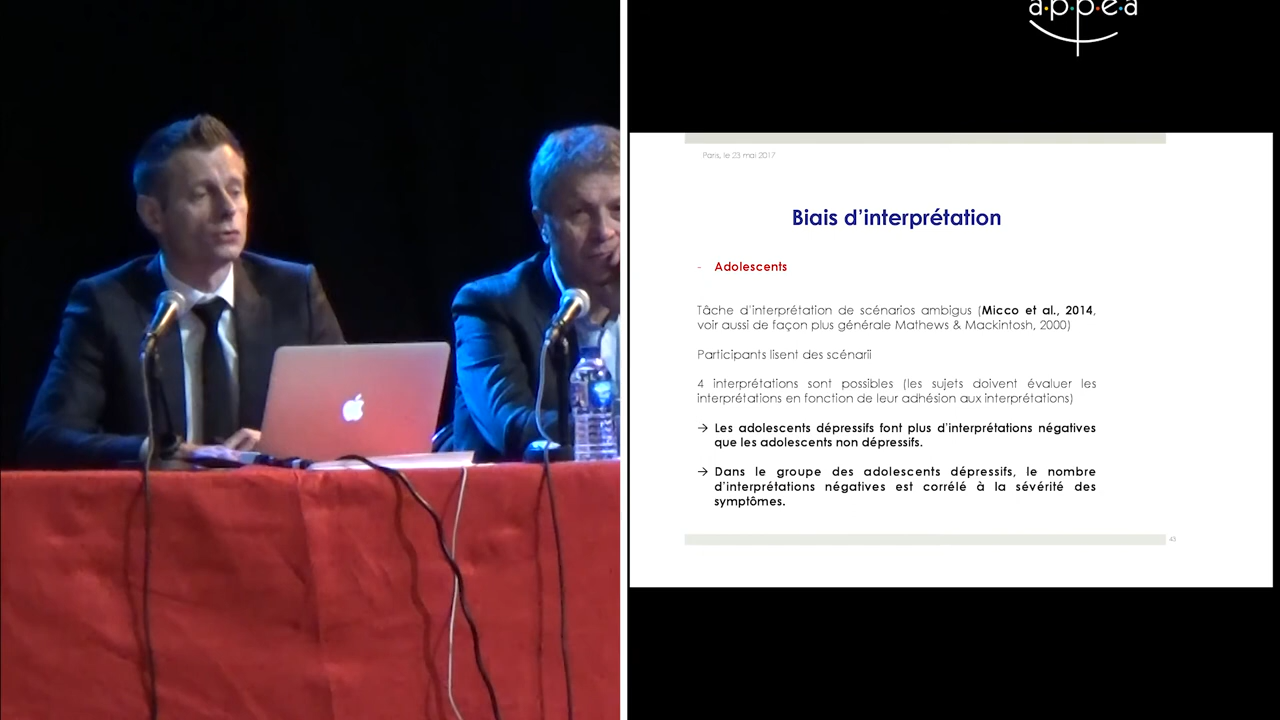 appea
Paris, le 23 mai 2017
Biais d'interprétation
- Adolescents
Tâche d'interprétation de scénarios ambigus (Micco et al., 2014,
voir aussi de façon plus générale Mathews & Mackintosh, 2000)
Participants lisent des scénarii
4 interprétations sont possibles (les sujets doivent évaluer les
interprétations en fonction de leur adhésion aux interprétations)
→ Les adolescents dépressifs font plus d'interprétations négatives
que les adolescents non dépressifs.
→ Dans le groupe des adolescents dépressifs, le nombre
d'interprétations négatives est corrélé à la sévérité des
symptômes.
43